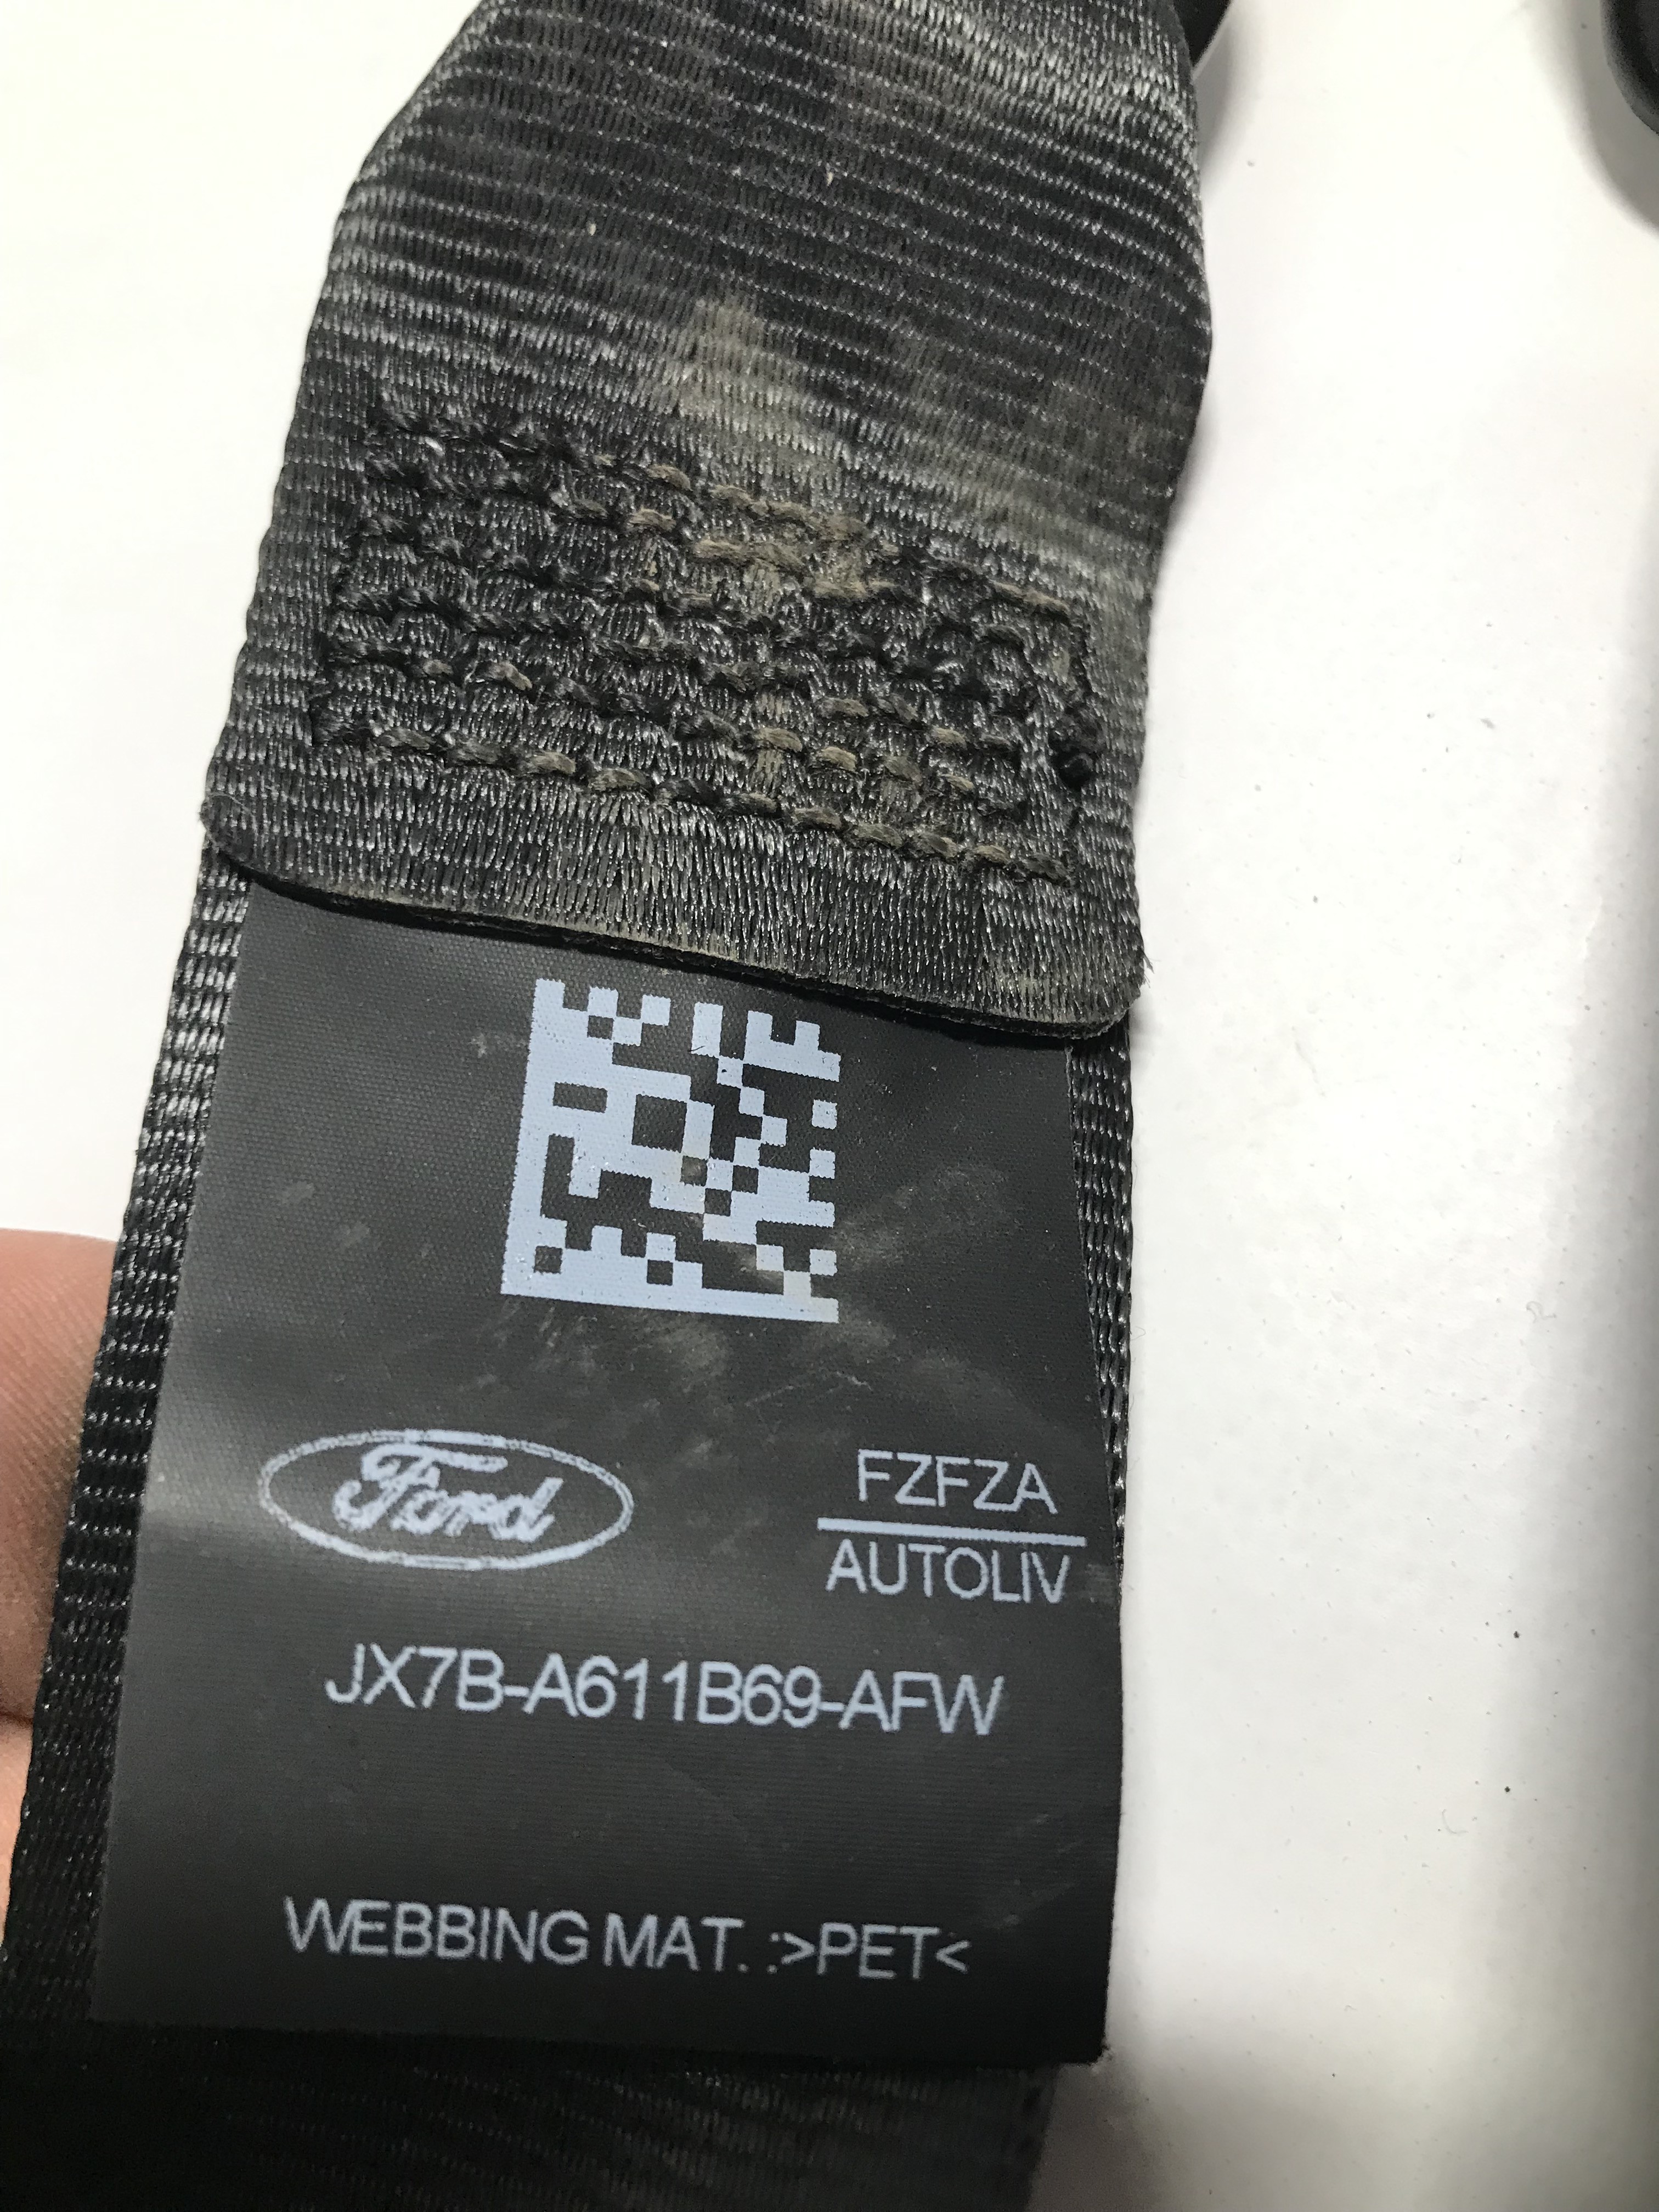 Ford
FZFZA
AUTOLIV
JX7B-A611B69-AFW
WEBBING MAT. :>PET<